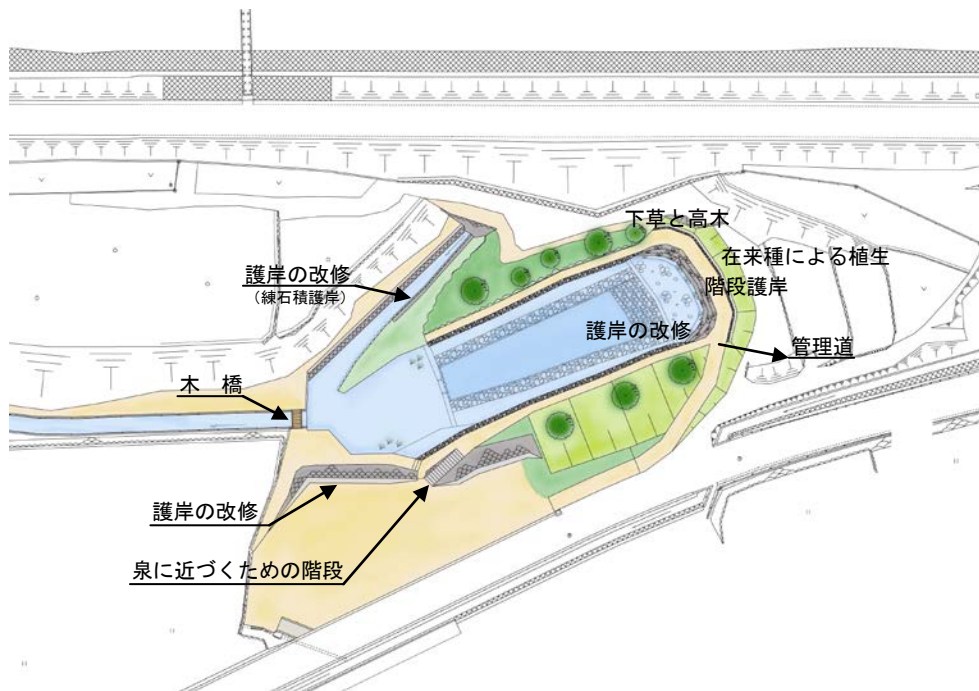 下草と高木
在来種による植生
護岸の改修
（練石積護岸）
階段護岸
護岸の改修
管理道
木　橋
護岸の改修
泉に近づくための階段